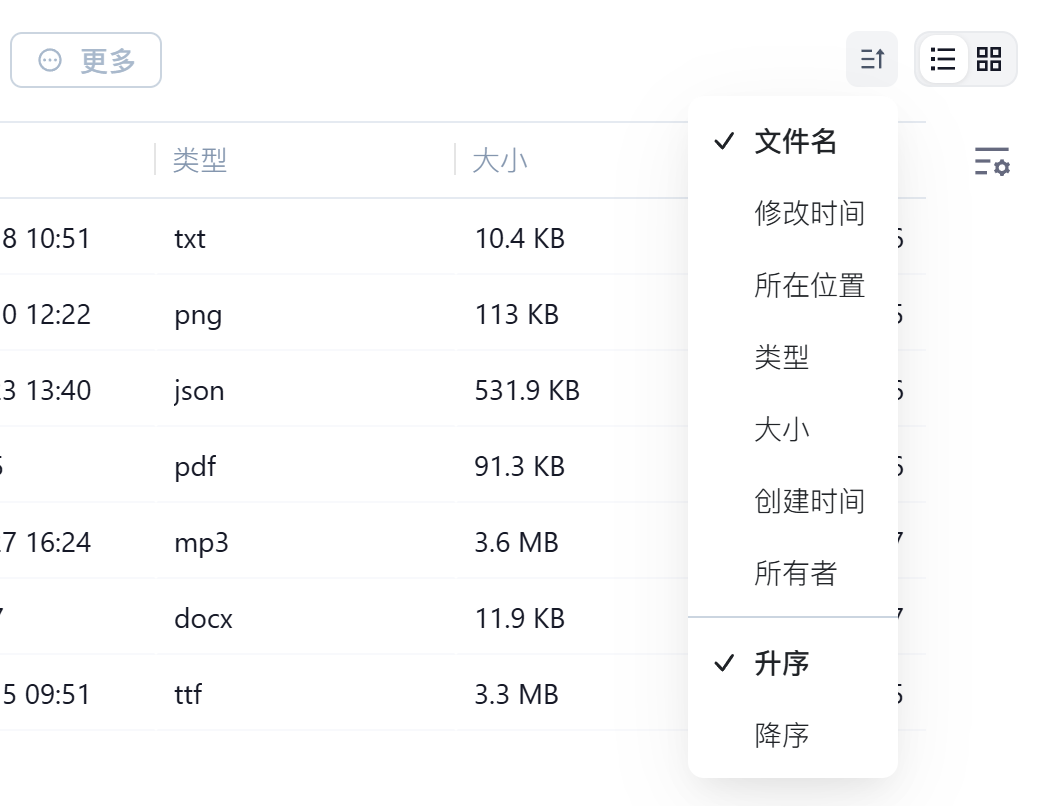 更多
类型 大小
8 10:51 txt 10.4 KB
0 12:22 png 113 KB
3 13:40 json 531.9 KB
pdf 91.3 KB
7 16:24 mp3 3.6 MB
docx 11.9 KB
5 09:51 ttf 3.3 MB
文件名
修改时间
所在位置
类型
大小
创建时间
所有者
升序
降序